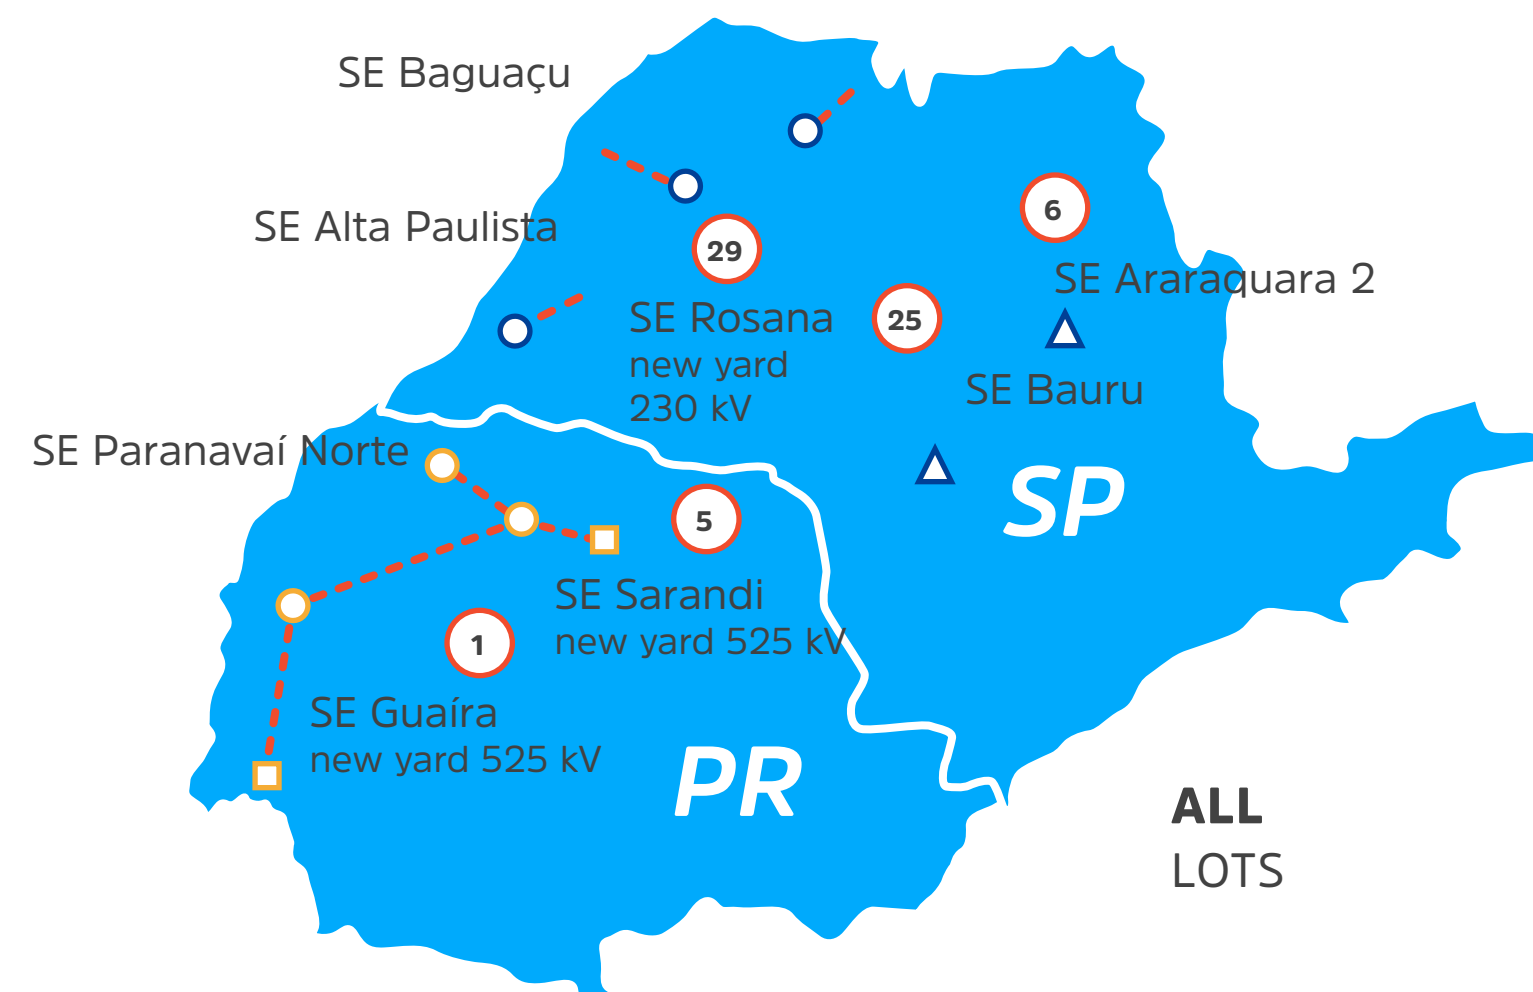 SE Baguaçu
6
SE Alta Paulista
29
SE Araraquara 2
SE Rosana
new yard
230 kV
25
SE Bauru
SE Paranavaí Norte
SP
5
SE Sarandi
new yard 525 kV
1
SE Guaíra
new yard 525 kV
PR
ALL
LOTS